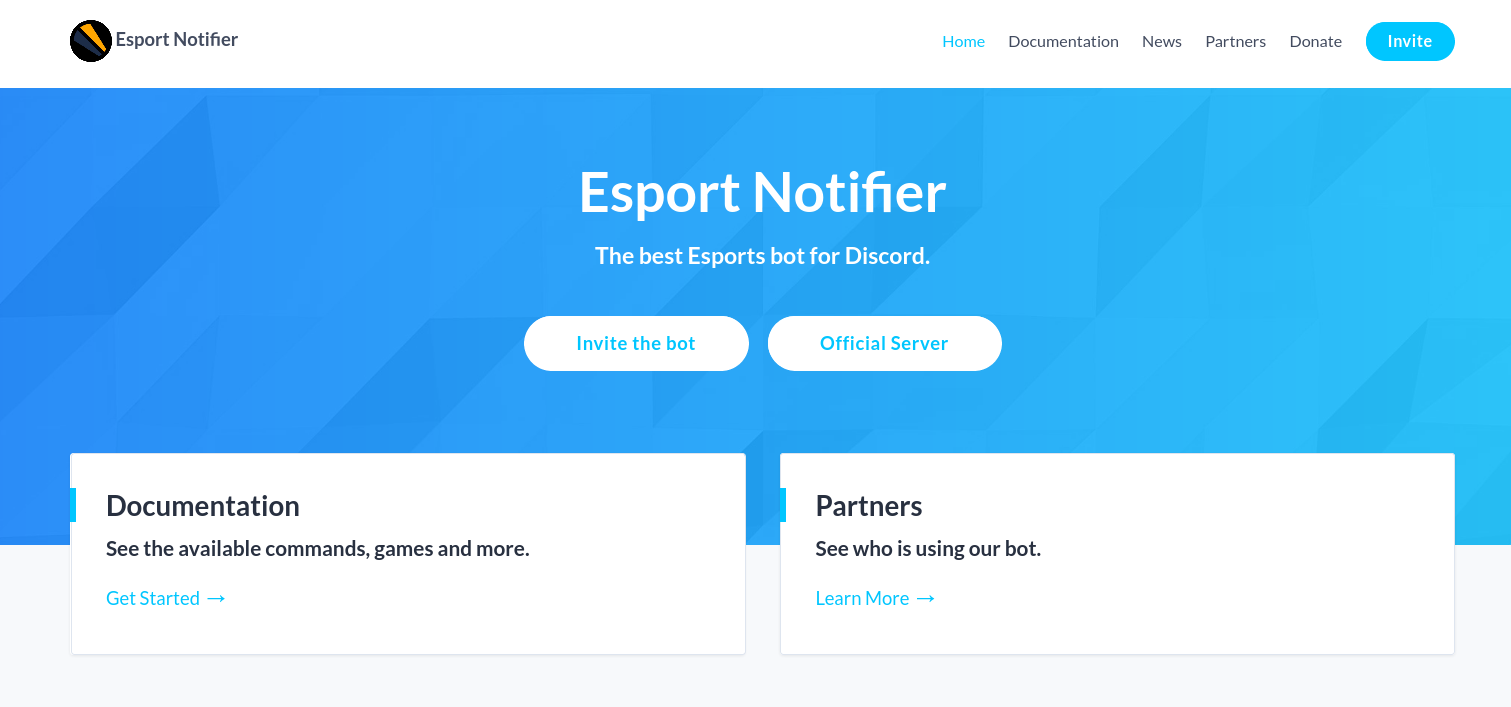 Esport Notifier
Home
Documentation
News
Partners
Donate
Invite
Esport Notifier
The best Esports bot for Discord.
Invite the bot
Official Server
Documentation
See the available commands, games and more.
Get Started →
Partners
See who is using our bot.
Learn More →